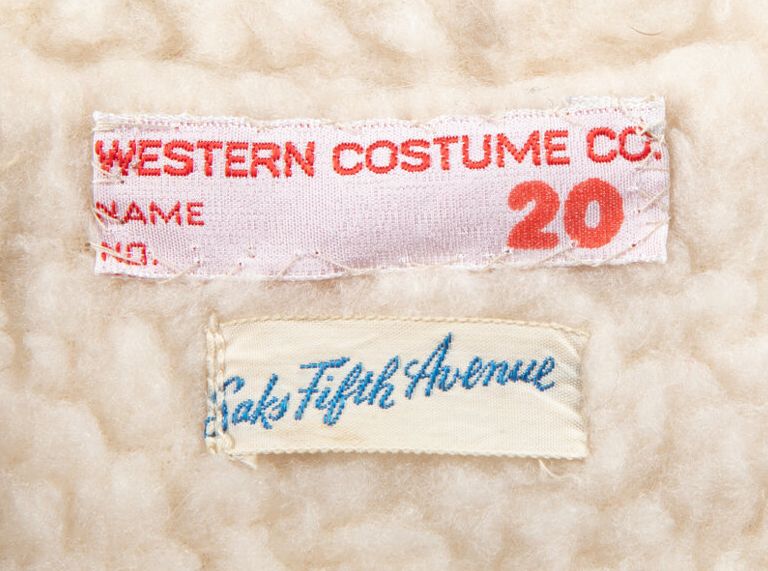 WESTERN COSTUME CO.
NAME
20
NO.
Saks Fifth Avenue